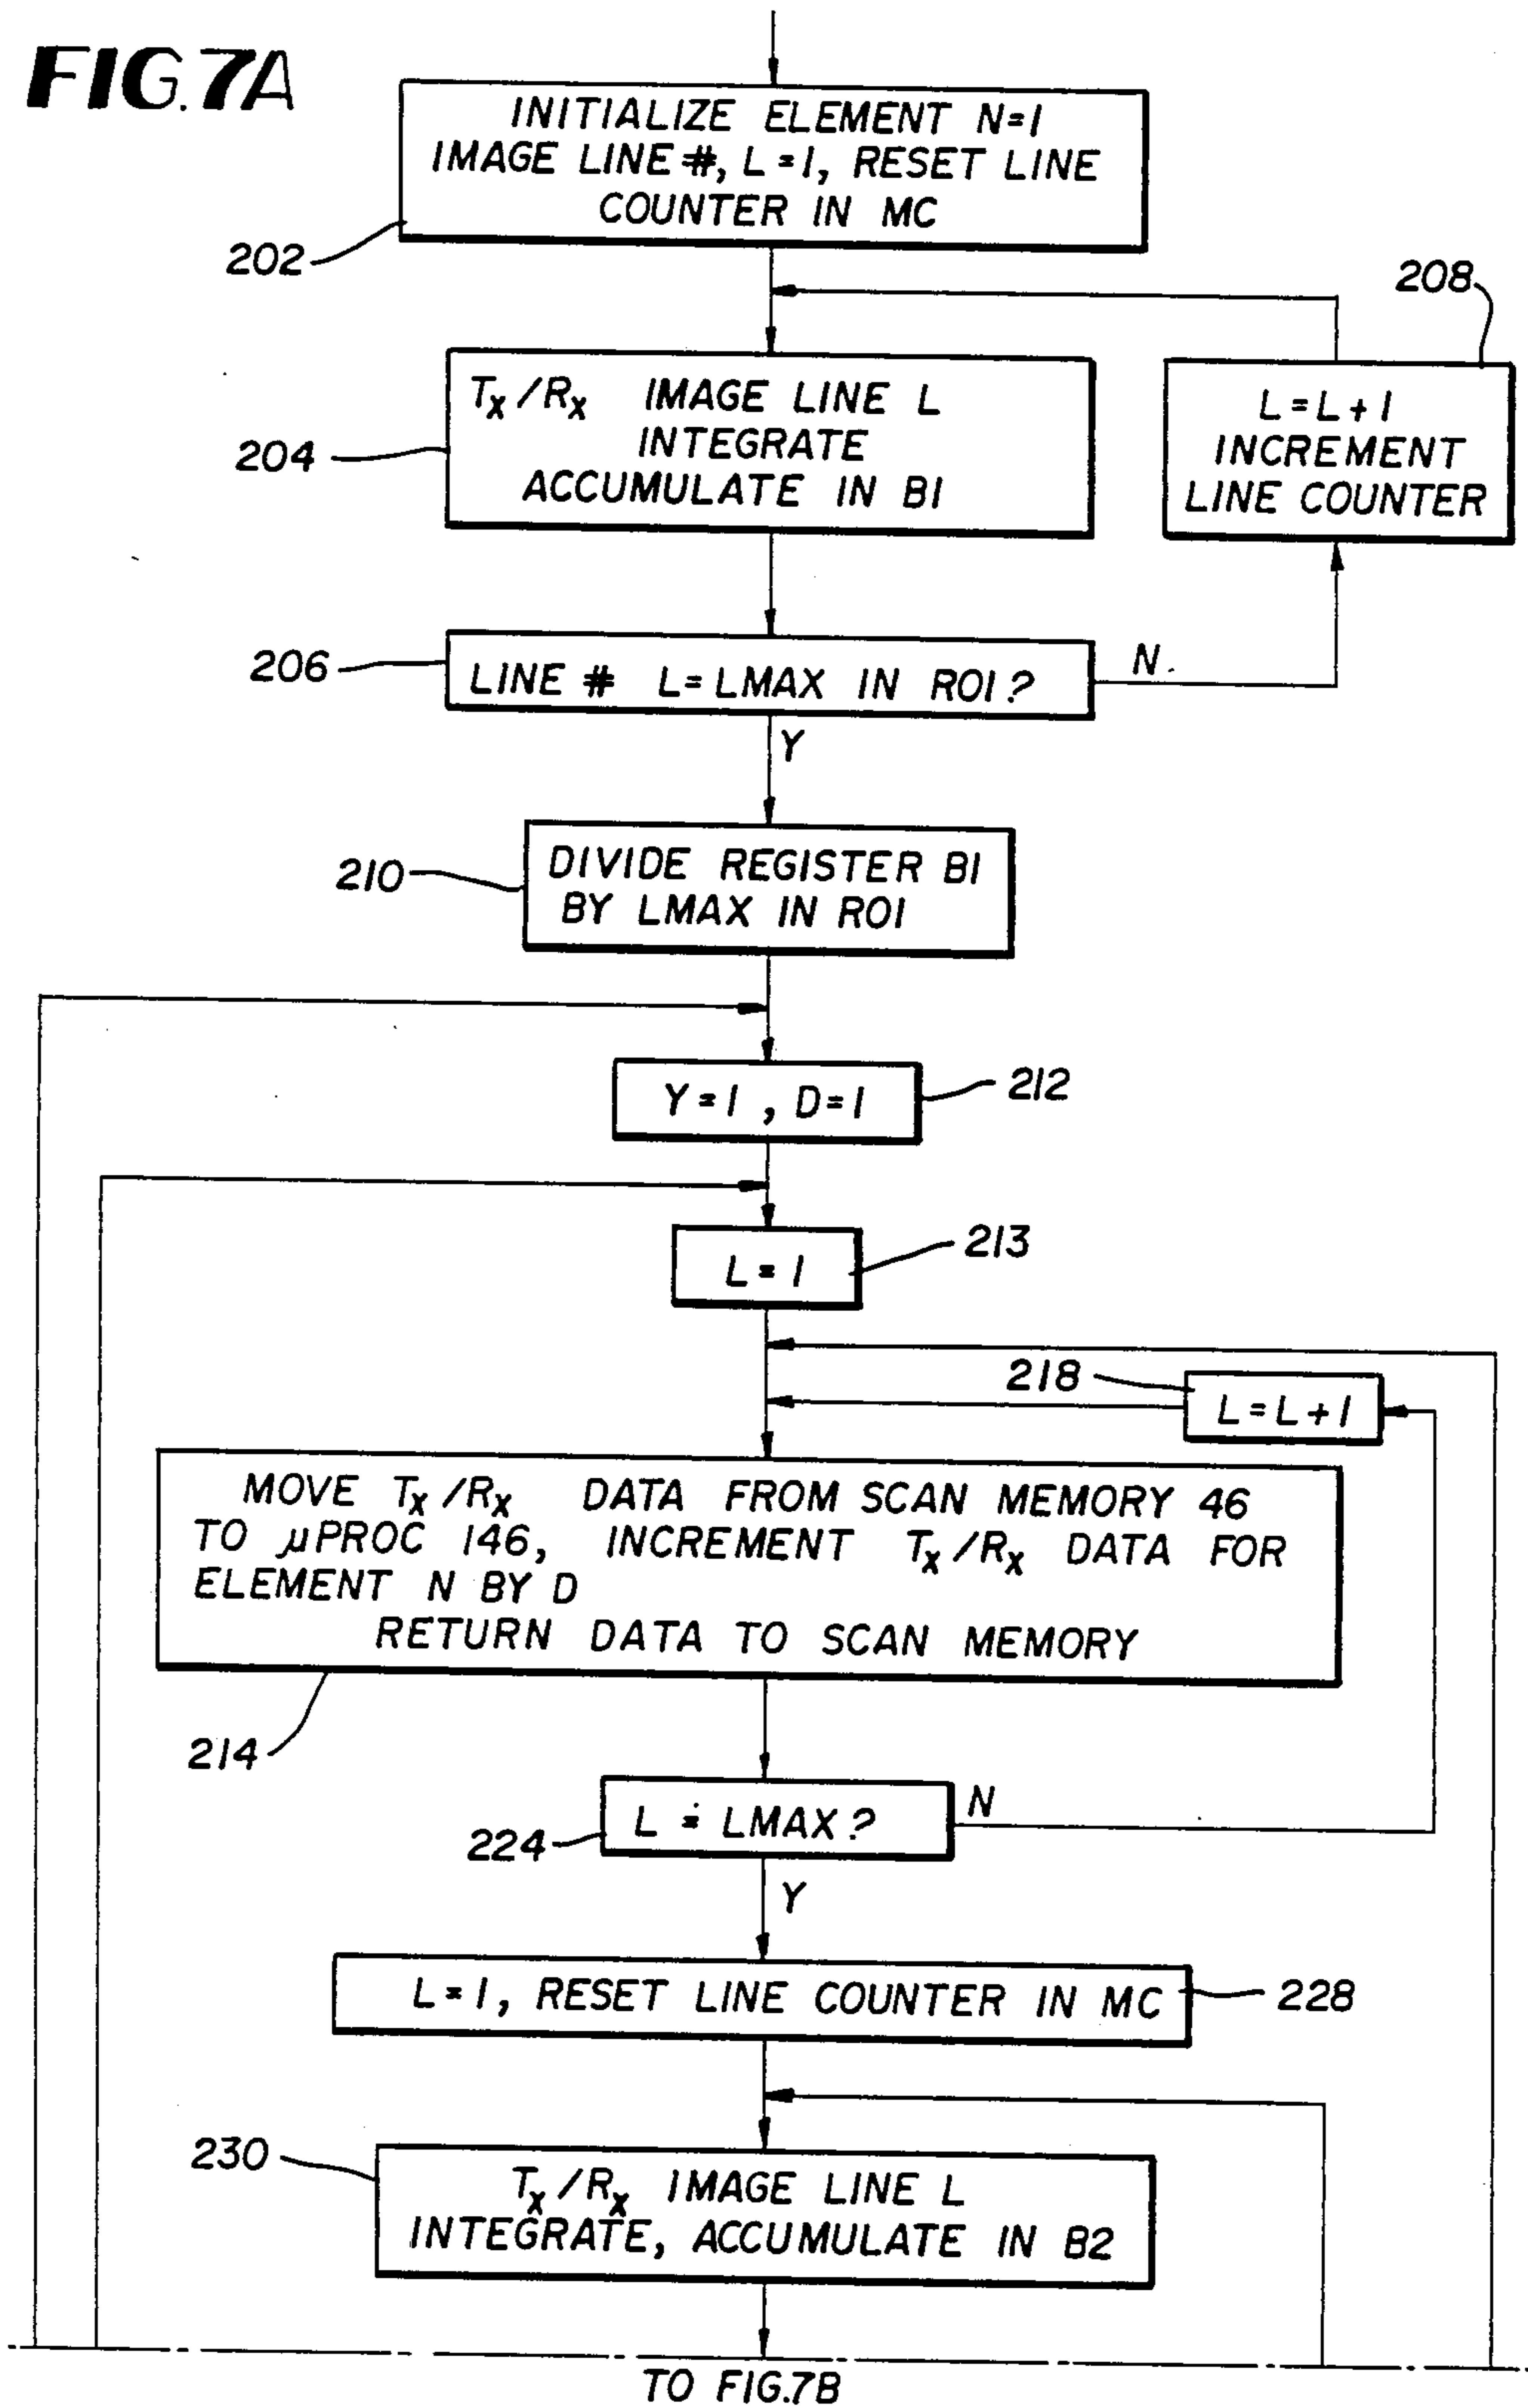 FIG.7A
INITIALIZE ELEMENT N=1
IMAGE LINE #, L=1, RESET LINE
COUNTER IN MC
202
208
TX/RX IMAGE LINE L
INTEGRATE
ACCUMULATE IN B1
204
L=L+1
INCREMENT
LINE COUNTER
206
LINE # L=LMAX IN ROI?
N
Y
210
DIVIDE REGISTER B1
BY LMAX IN ROI
Y=1, D=1
212
L=1
213
218
L=L+1
MOVE TX/RX DATA FROM SCAN MEMORY 46
TO μPROC 146, INCREMENT TX/RX DATA FOR
ELEMENT N BY D
RETURN DATA TO SCAN MEMORY
214
L=LMAX?
N
224
Y
L=1, RESET LINE COUNTER IN MC
228
230
TX/RX IMAGE LINE L
INTEGRATE, ACCUMULATE IN B2
TO FIG.7B